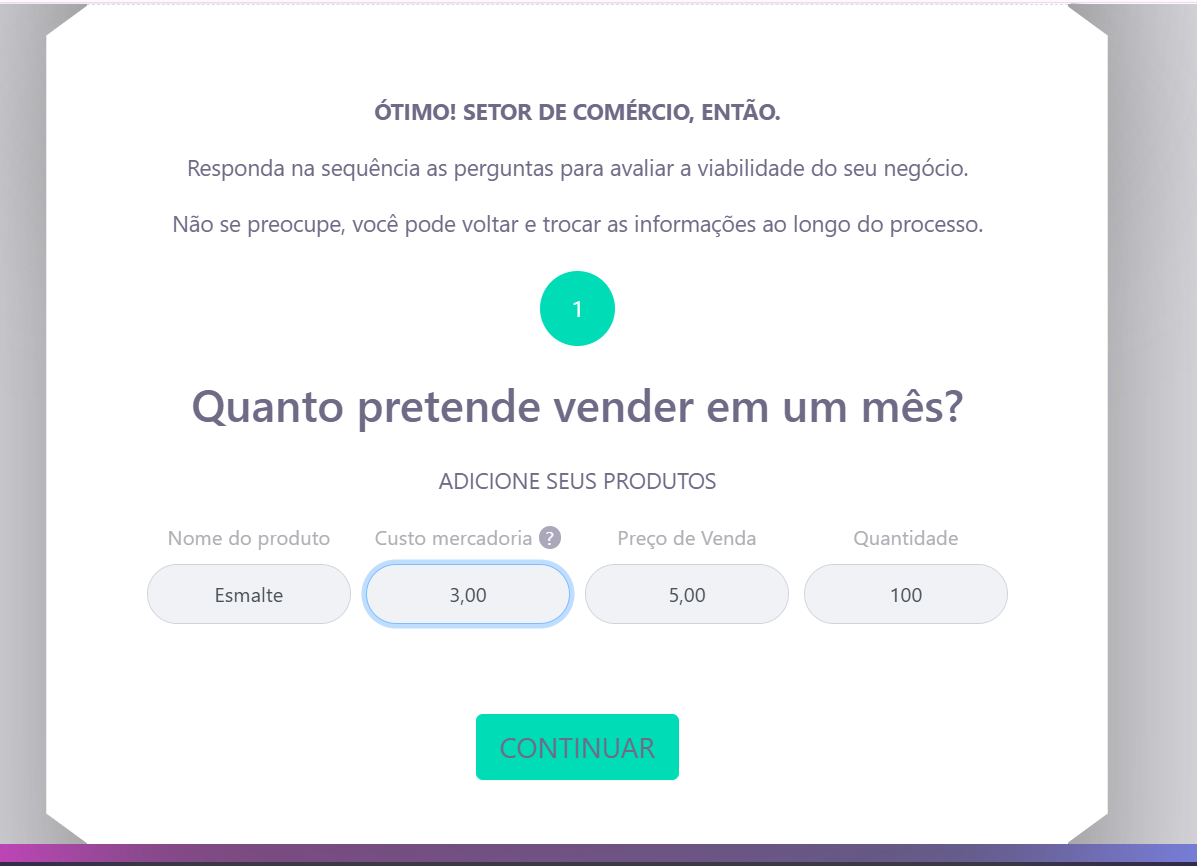 ÓTIMO! SETOR DE COMÉRCIO, ENTÃO.
Responda na sequência as perguntas para avaliar a viabilidade do seu negócio.
Não se preocupe, você pode voltar e trocar as informações ao longo do processo.
1
Quanto pretende vender em um mês?
ADICIONE SEUS PRODUTOS
Nome do produto Custo mercadoria ? Preço de Venda Quantidade
Esmalte 3,00 5,00 100
CONTINUAR